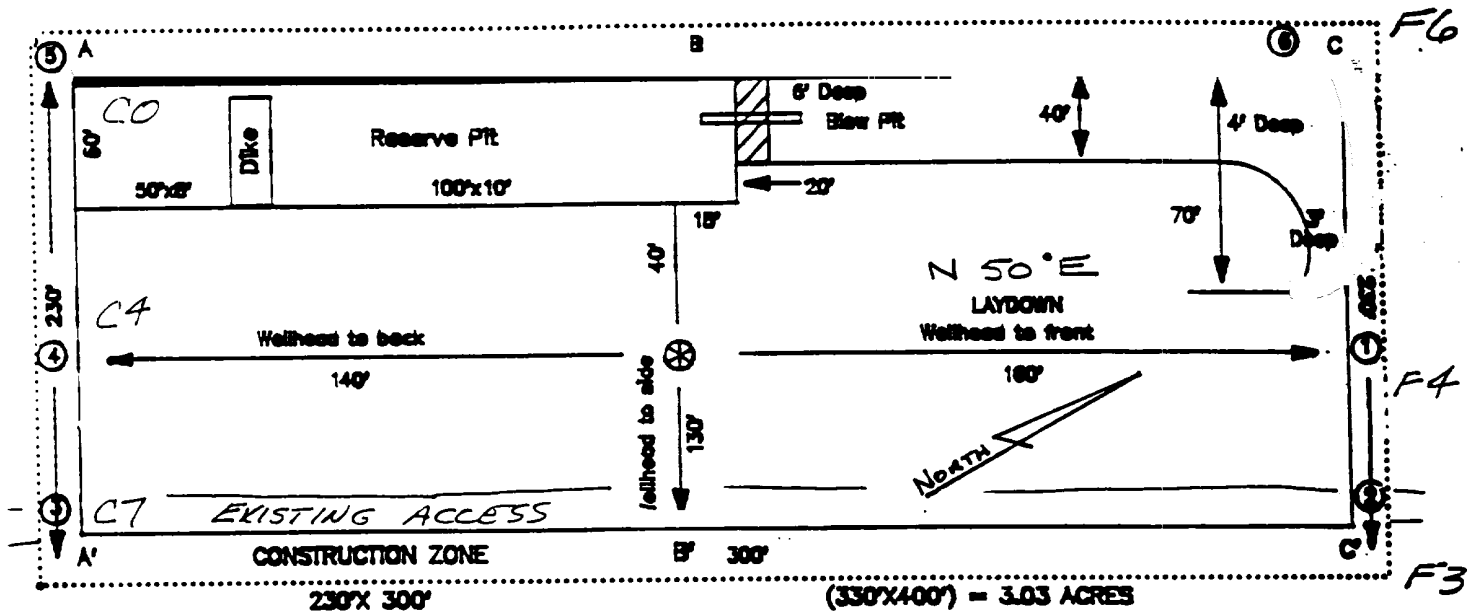 F6
5 A B 6 C
C0
6' Deep
Blow Pit
40'
4' Deep
60'
Dike
Reserve Pit
50'x8'
100'x10'
20'
15'
70'
3'
Deep
40'
N 50°E
230'
C4
LAYDOWN
Wellhead to back
Wellhead to front
4
1
140'
160'
F4
ellhead to side
130'
NORTH
3
C7 EXISTING ACCESS
2
A' CONSTRUCTION ZONE B' 300' C'
F3
230'X 300' (330'X400') = 3.03 ACRES